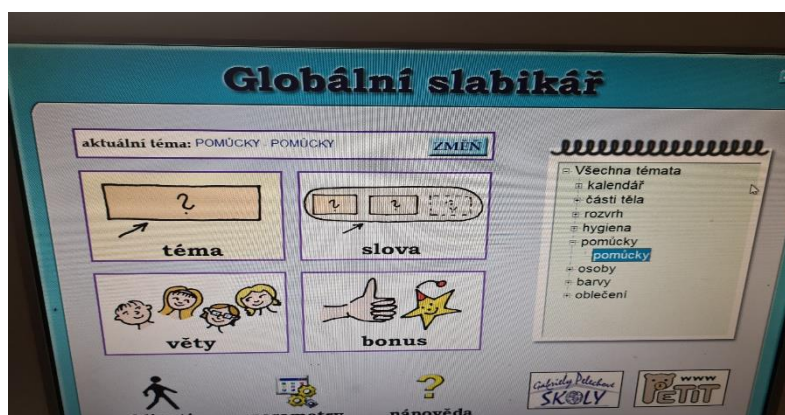 Globální slabikář
aktuální téma: POMŮCKY - POMŮCKY
ZMĚŇ
téma
slova
věty
bonus
Všechna témata
kalendář
části těla
rozvrh
hygiena
pomůcky
pomůcky
osoby
barvy
oblečení
nápověda
Gabriely Pelechové
ŠKOLY
www
PETIT